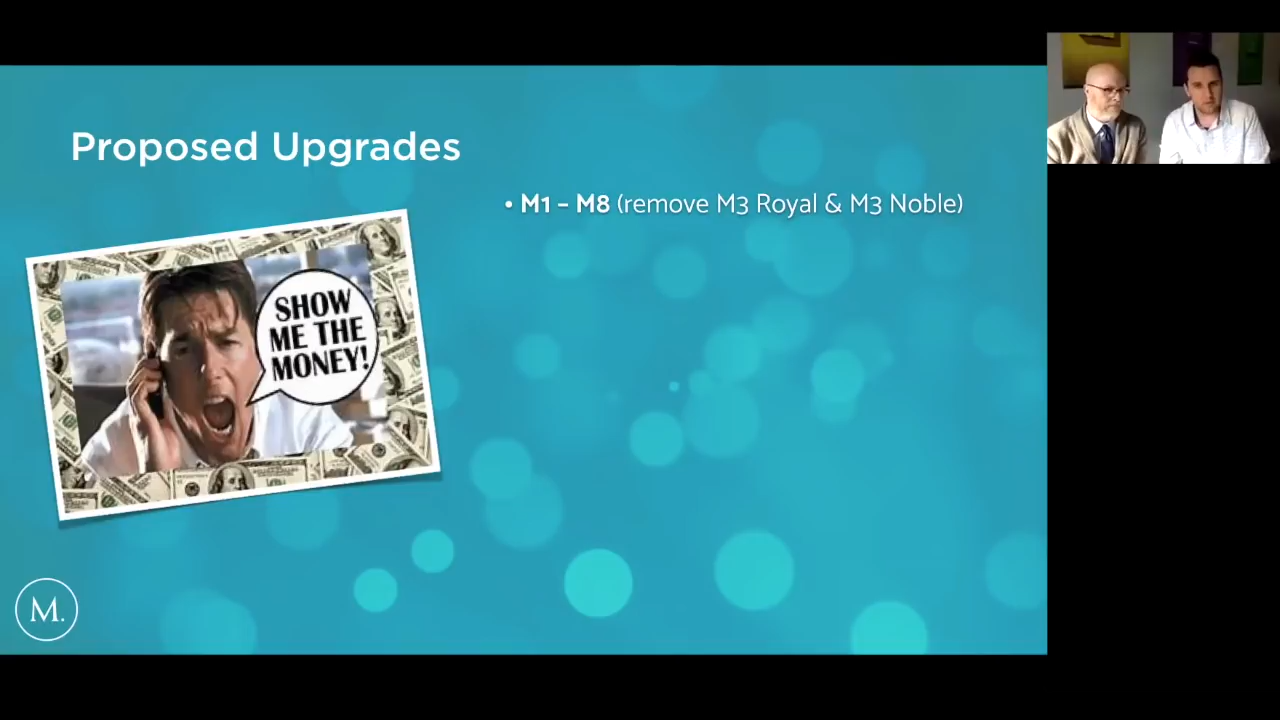 Proposed Upgrades
• M1 – M8 (remove M3 Royal & M3 Noble)
SHOW
ME THE
MONEY!
M.